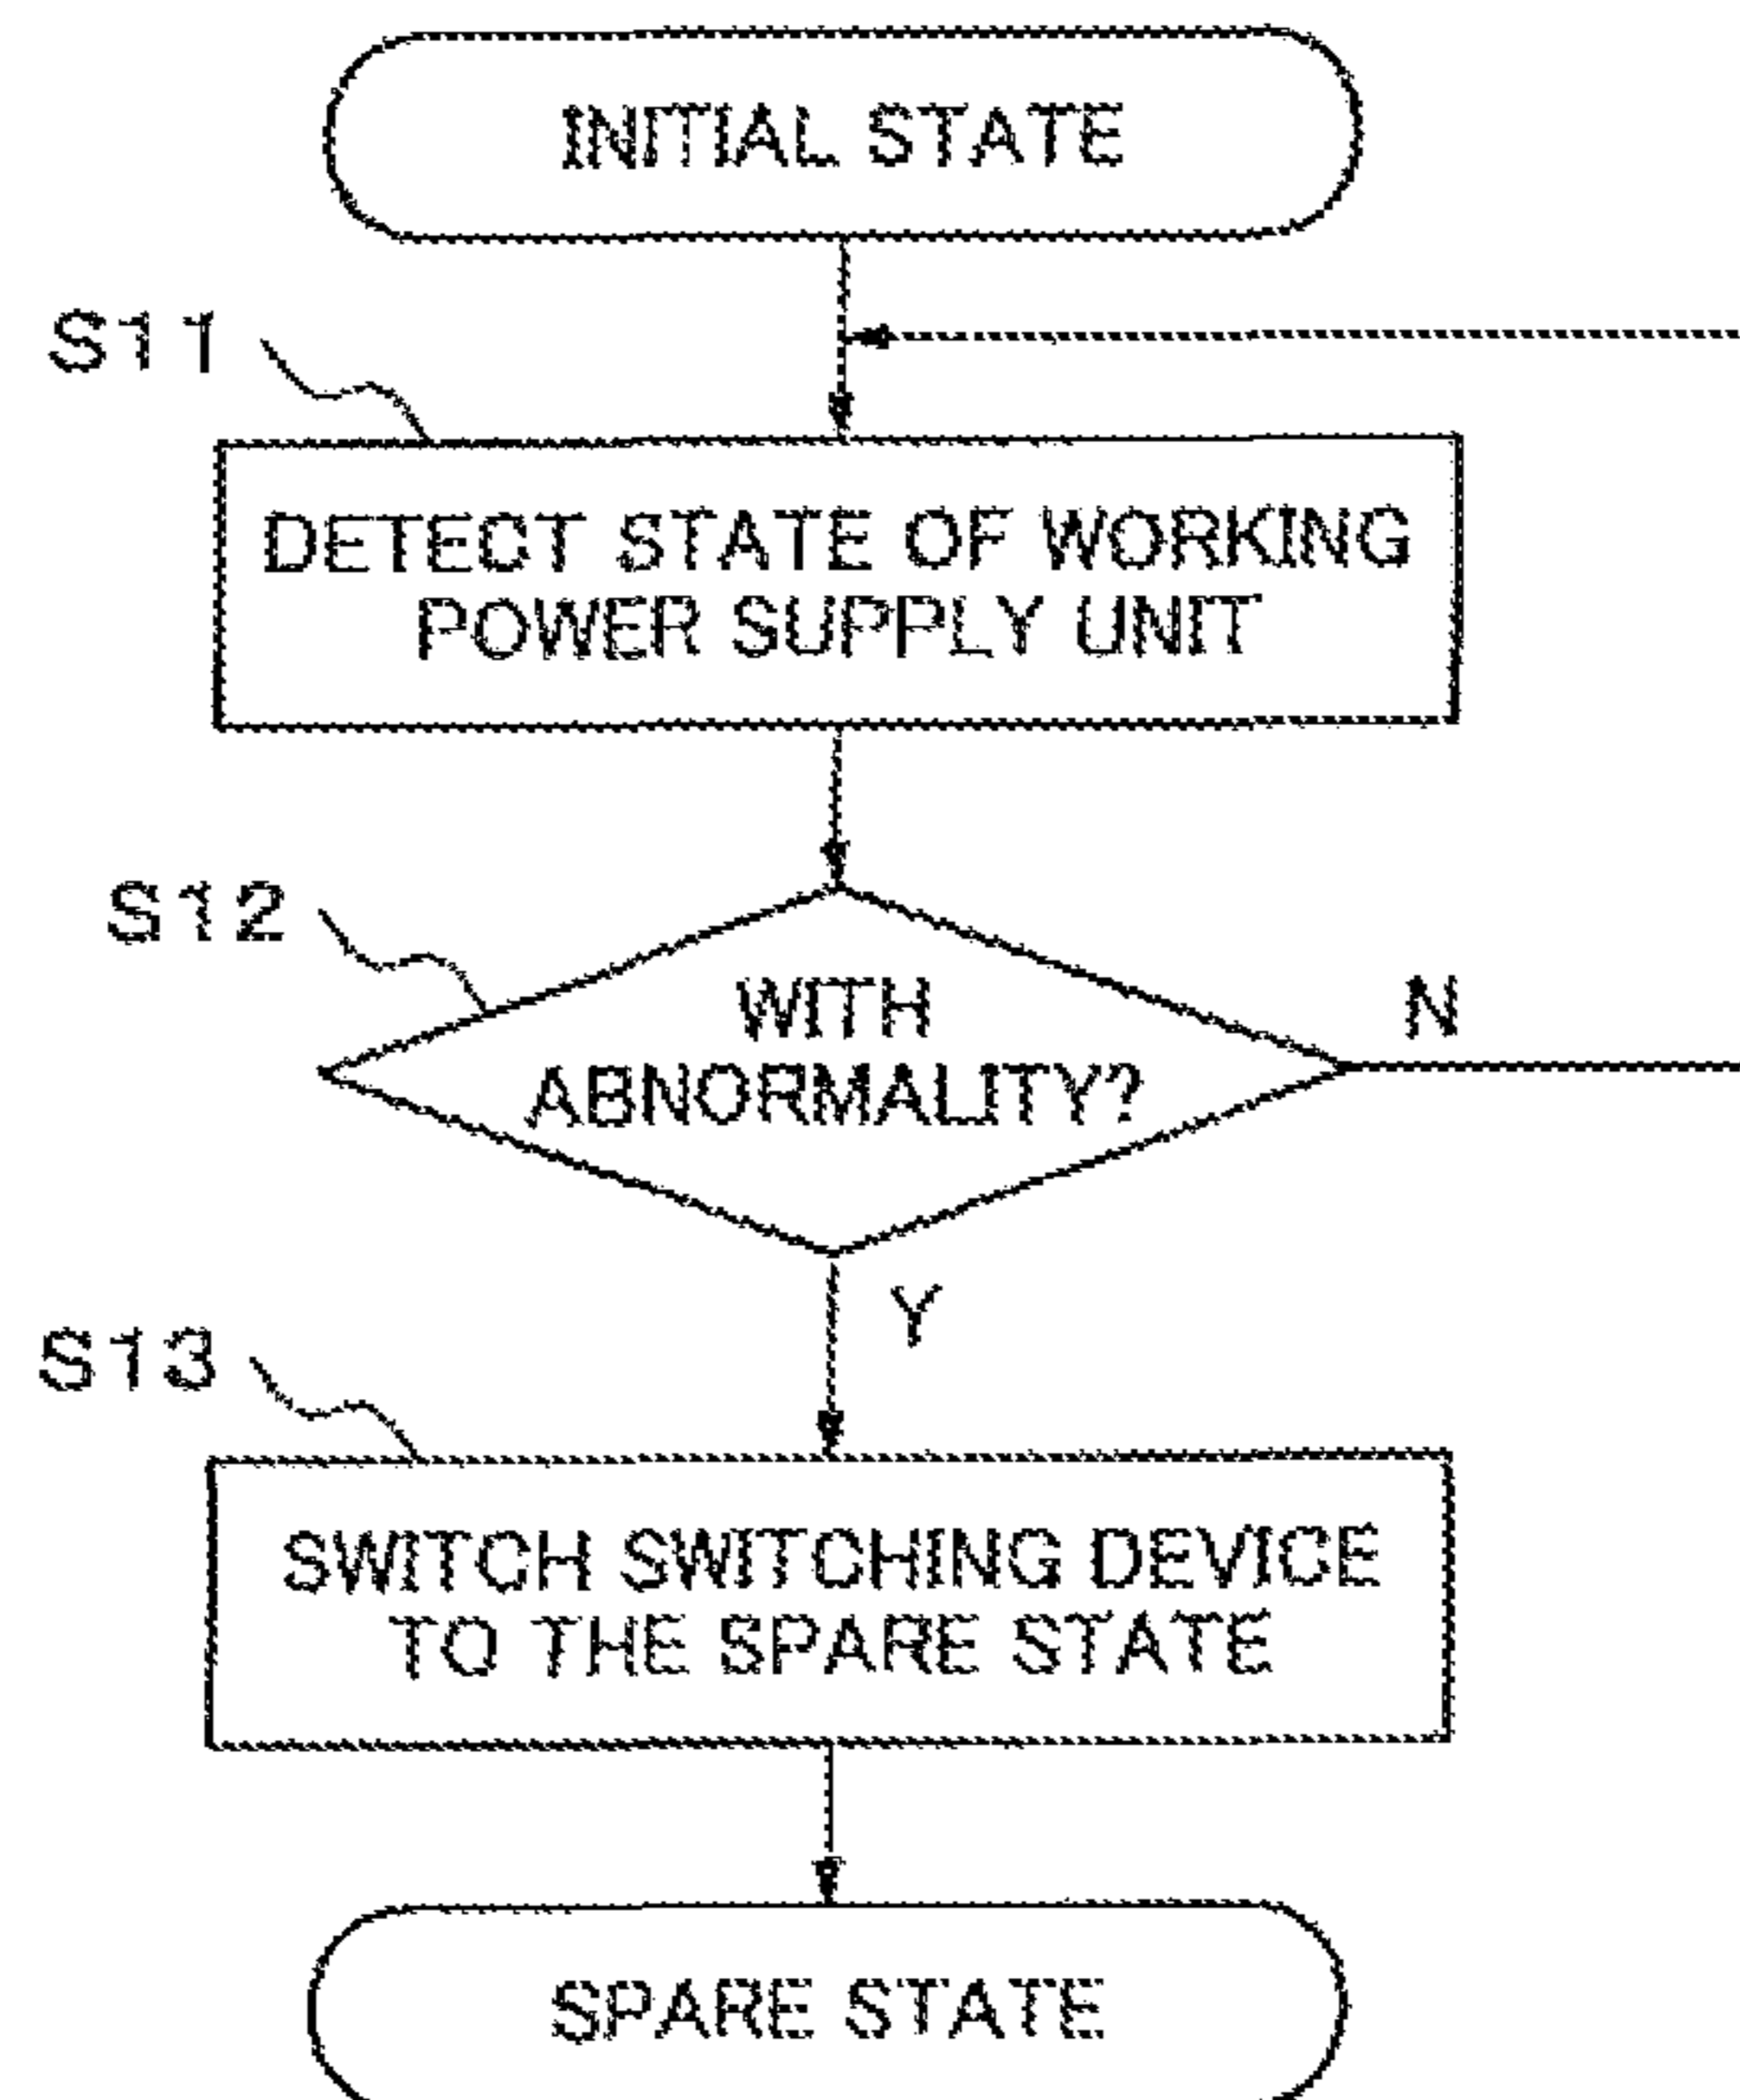 INITIAL STATE
S11
DETECT STATE OF WORKING
POWER SUPPLY UNIT
S12
WITH
ABNORMALITY?
N
Y
S13
SWITCH SWITCHING DEVICE
TO THE SPARE STATE
SPARE STATE